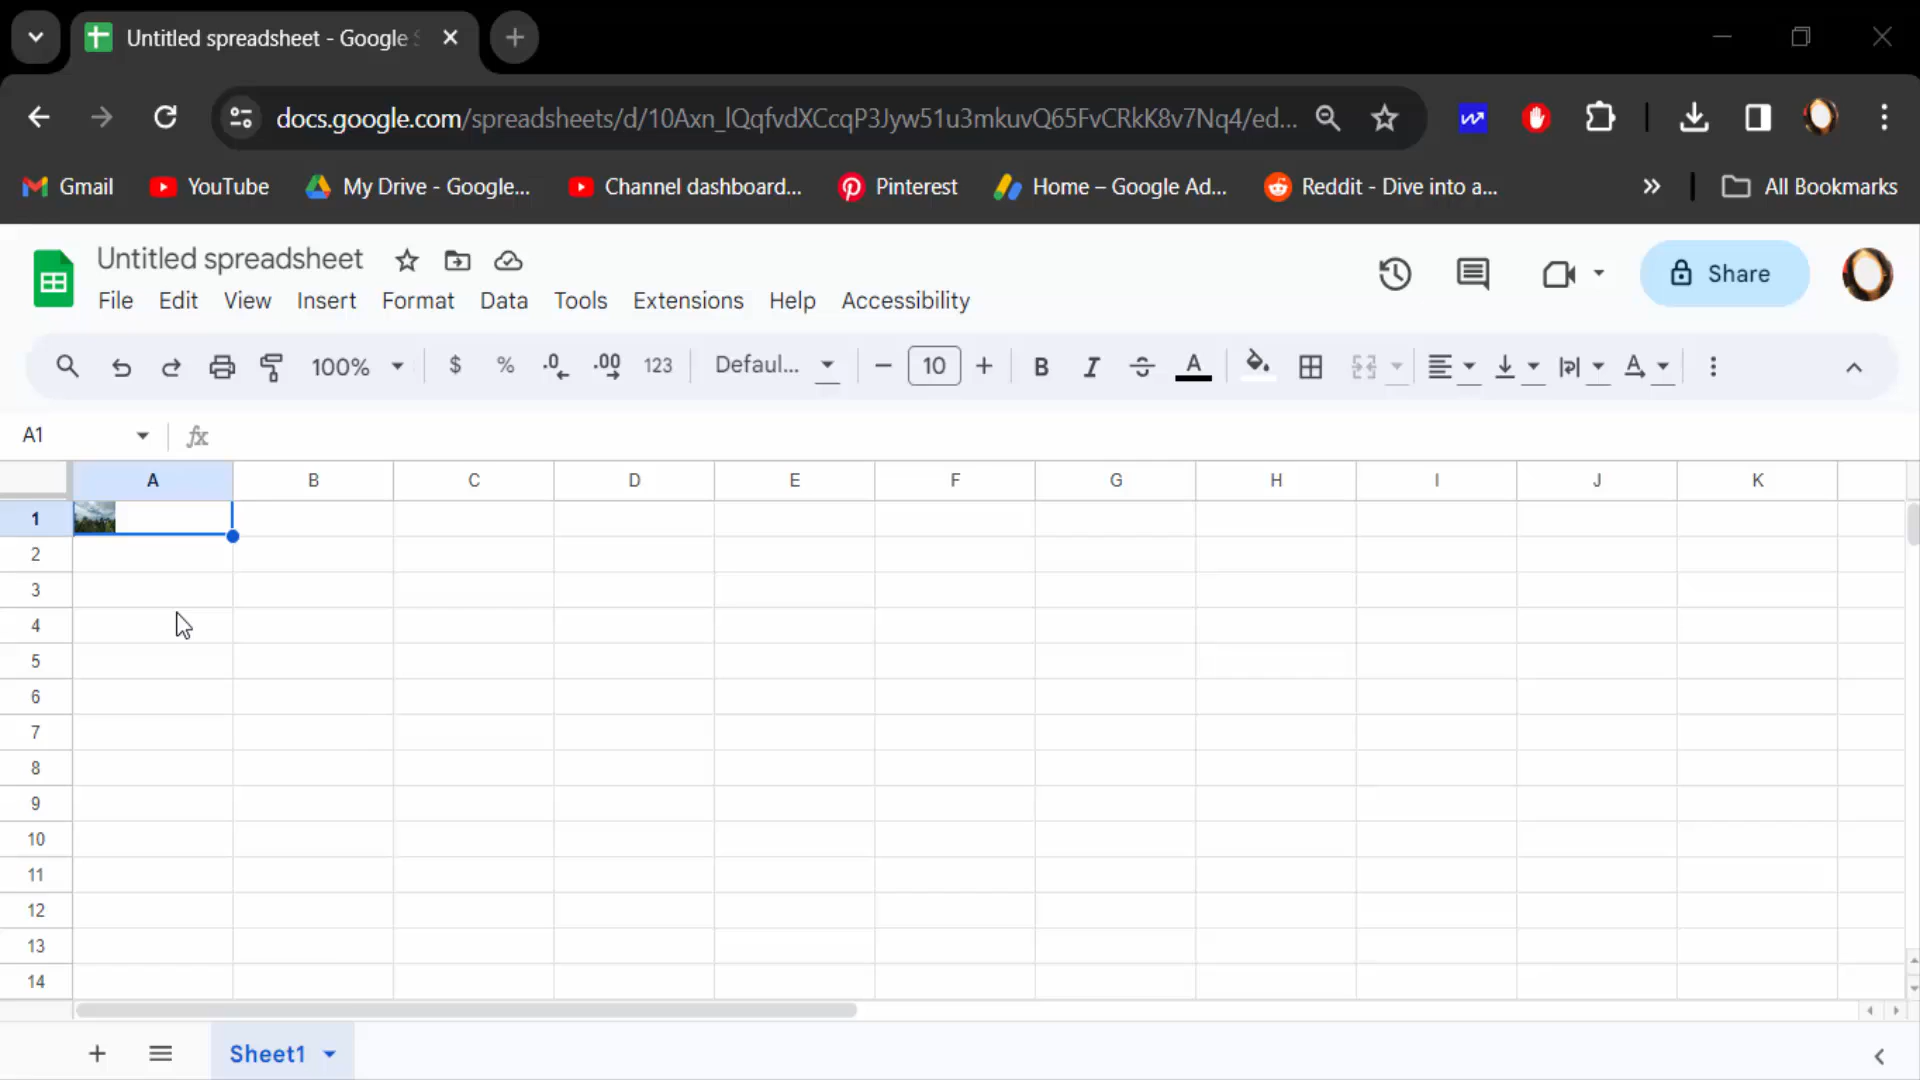 Untitled spreadsheet - Google S
docs.google.com/spreadsheets/d/10Axn_lQqfvdXCcqP3Jyw51u3mkuvQ65FvCRkK8v7Nq4/ed...
Gmail YouTube My Drive - Google... Channel dashboard... Pinterest Home – Google Ad... Reddit - Dive into a... » All Bookmarks
Untitled spreadsheet
Share
File Edit View Insert Format Data Tools Extensions Help Accessibility
100% $ % .0 .00 123 Defaul... − 10 + B I S A A
A1 fx
A B C D E F G H I J K
1
2
3
4
5
6
7
8
9
10
11
12
13
14
Sheet1